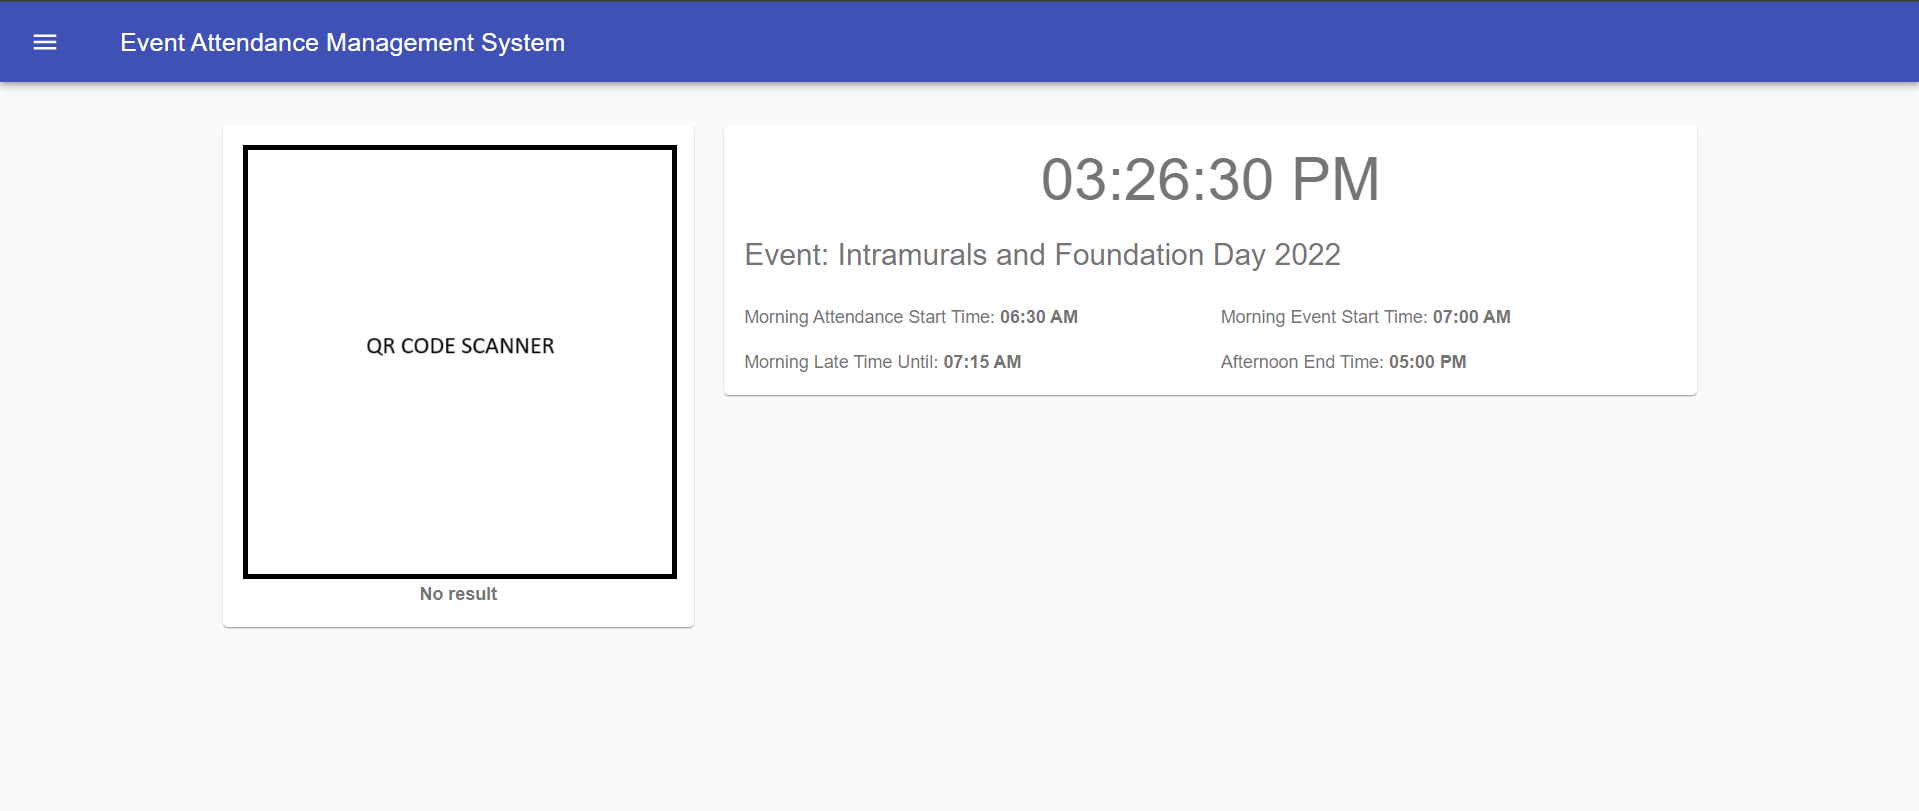 Event Attendance Management System
QR CODE SCANNER
No result
03:26:30 PM
Event: Intramurals and Foundation Day 2022
Morning Attendance Start Time: 06:30 AM
Morning Event Start Time: 07:00 AM
Morning Late Time Until: 07:15 AM
Afternoon End Time: 05:00 PM